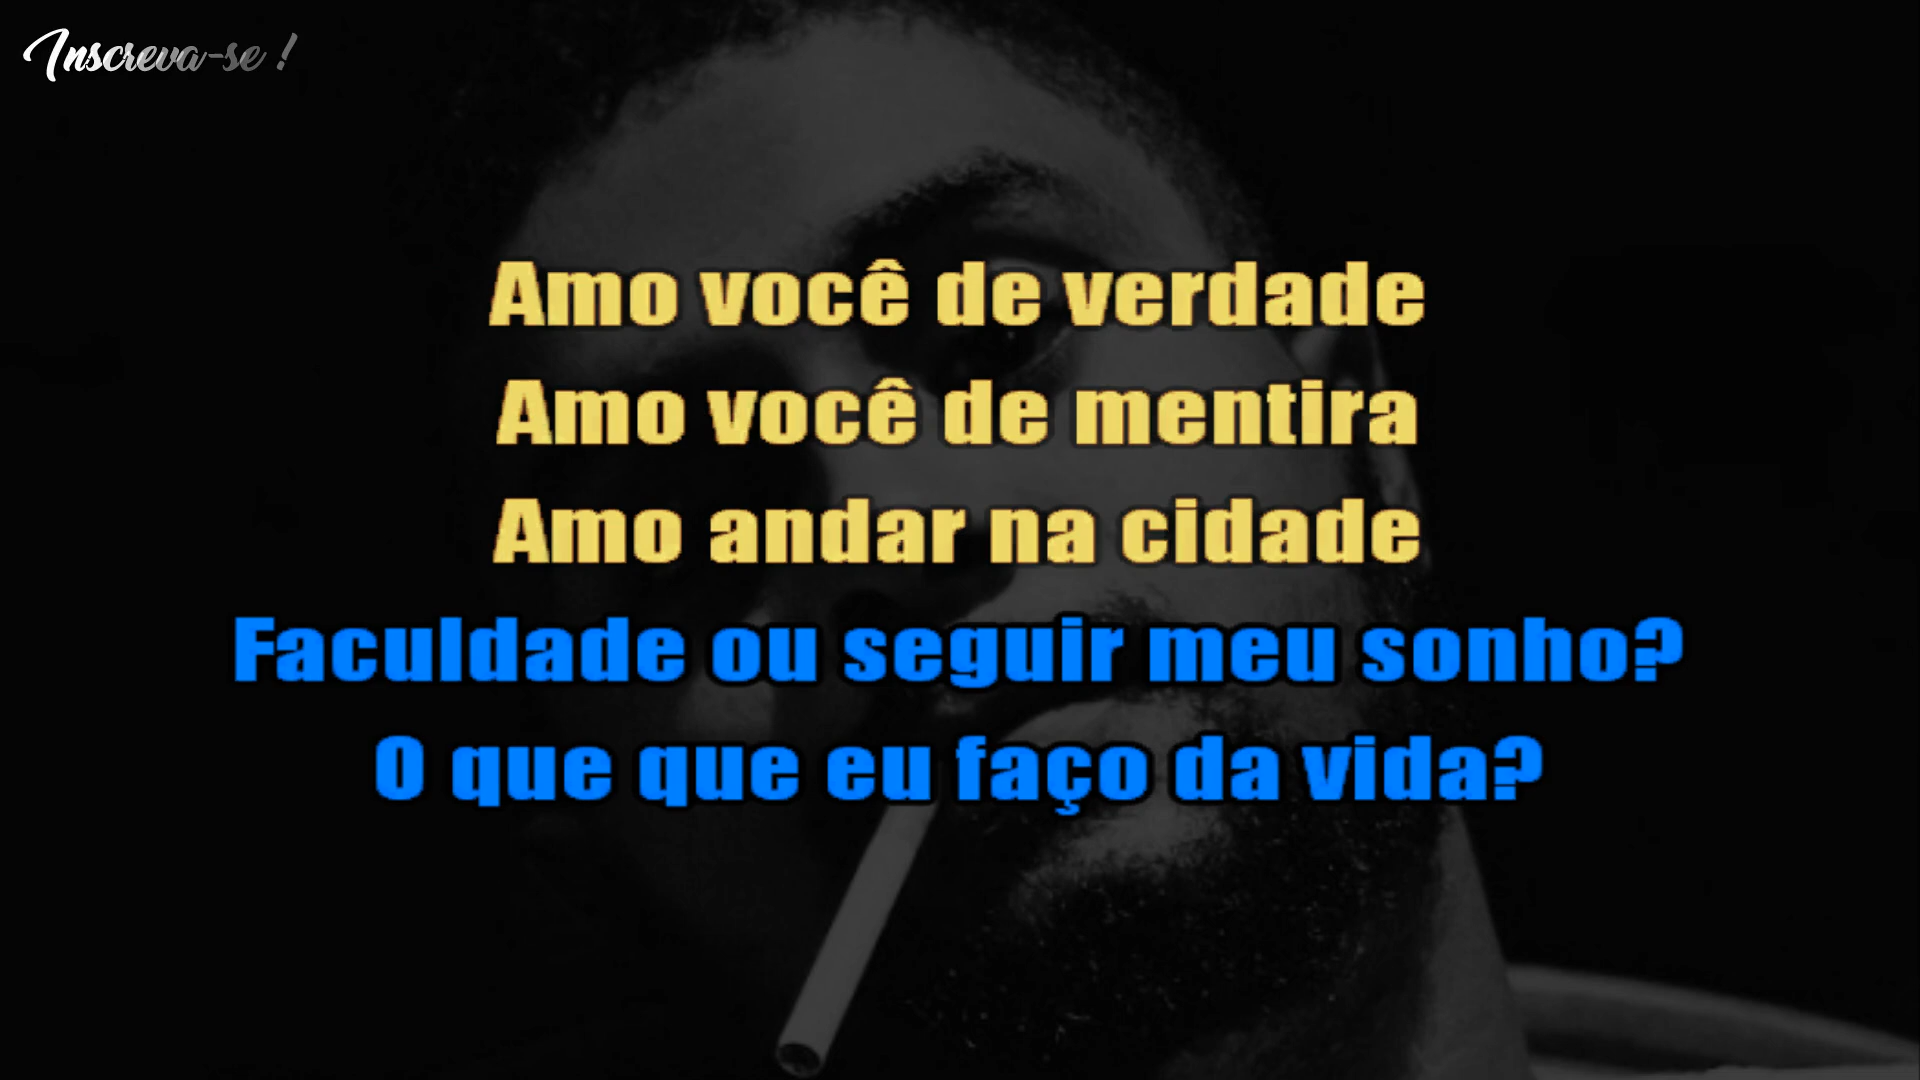 Inscreva-se !
Amo você de verdade
Amo você de mentira
Amo andar na cidade
Faculdade ou seguir meu sonho?
O que que eu faço da vida?